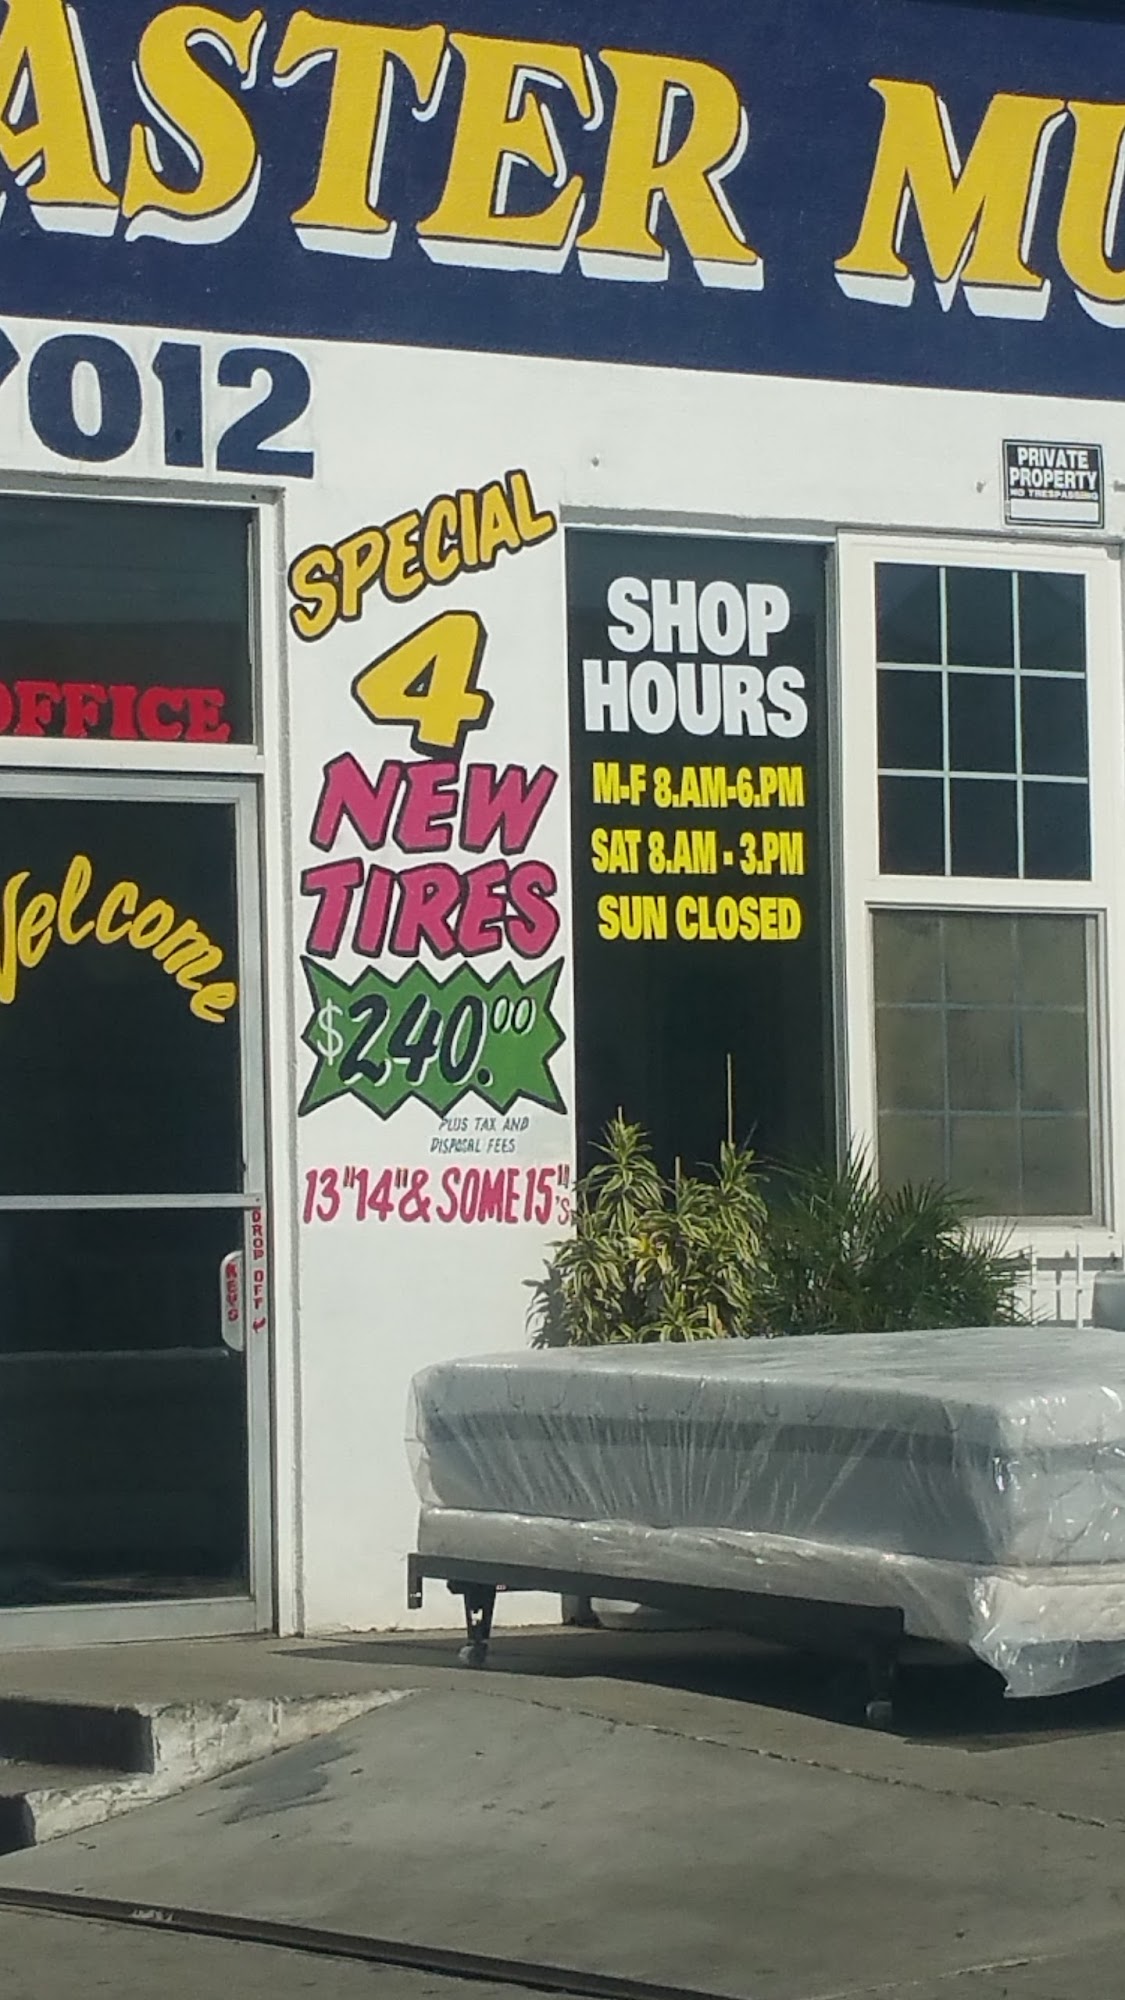 ASTER MU
7012
PRIVATE
PROPERTY
NO TRESPASSING
SPECIAL
4
NEW
TIRES
$240.00
PLUS TAX AND
DISPOSAL FEES
13"14"& SOME 15"'s
SHOP
HOURS
M-F 8.AM-6.PM
SAT 8.AM - 3.PM
SUN CLOSED
OFFICE
Welcome
KEYS
DROP OFF